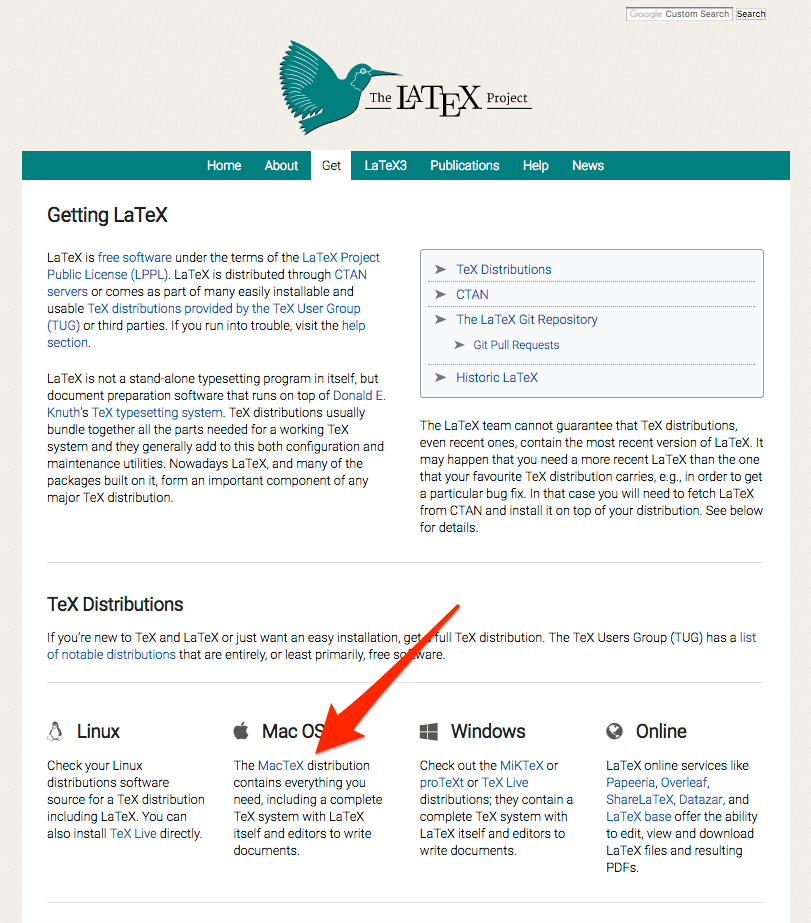 Google Custom Search Search
The LATEX Project
Home About Get LaTeX3 Publications Help News
Getting LaTeX
LaTeX is free software under the terms of the LaTeX Project
Public License (LPPL). LaTeX is distributed through CTAN
servers or comes as part of many easily installable and
usable TeX distributions provided by the TeX User Group
(TUG) or third parties. If you run into trouble, visit the help
section.
LaTeX is not a stand-alone typesetting program in itself, but
document preparation software that runs on top of Donald E.
Knuth's TeX typesetting system. TeX distributions usually
bundle together all the parts needed for a working TeX
system and they generally add to this both configuration and
maintenance utilities. Nowadays LaTeX, and many of the
packages built on it, form an important component of any
major TeX distribution.
TeX Distributions
CTAN
The LaTeX Git Repository
Git Pull Requests
Historic LaTeX
The LaTeX team cannot guarantee that TeX distributions,
even recent ones, contain the most recent version of LaTeX. It
may happen that you need a more recent LaTeX than the one
that your favourite TeX distribution carries, e.g., in order to get
a particular bug fix. In that case you will need to fetch LaTeX
from CTAN and install it on top of your distribution. See below
for details.
TeX Distributions
If you're new to TeX and LaTeX or just want an easy installation, get a full TeX distribution. The TeX Users Group (TUG) has a list
of notable distributions that are entirely, or least primarily, free software.
Linux
Check your Linux
distributions software
source for a TeX distribution
including LaTeX. You can
also install TeX Live directly.
Mac OS
The MacTeX distribution
contains everything you
need, including a complete
TeX system with LaTeX
itself and editors to write
documents.
Windows
Check out the MiKTeX or
proTeXt or TeX Live
distributions; they contain a
complete TeX system with
LaTeX itself and editors to
write documents.
Online
LaTeX online services like
Papeeria, Overleaf,
ShareLaTeX, Datazar, and
LaTeX base offer the ability
to edit, view and download
LaTeX files and resulting
PDFs.